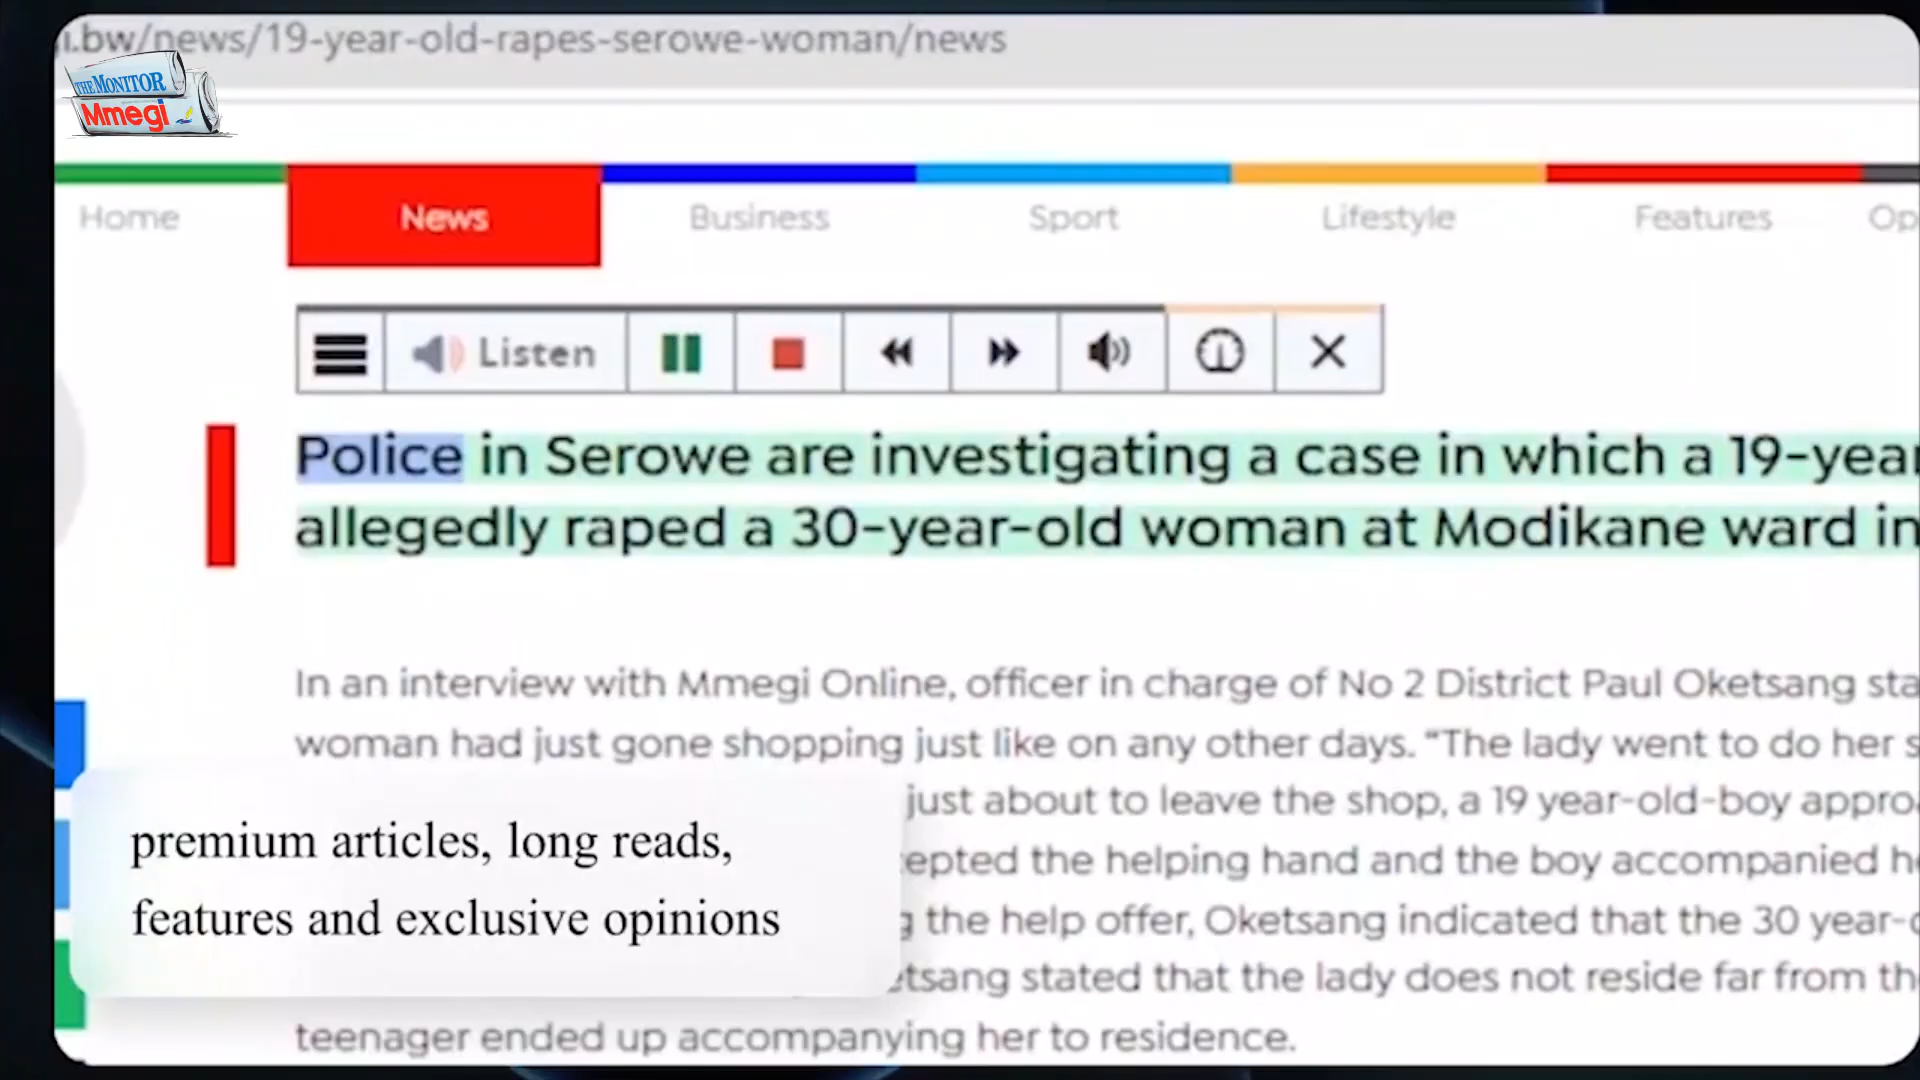 i.bw/news/19-year-old-rapes-serowe-woman/news
THE MONITOR
Mmegi
Home News Business Sport Lifestyle Features Op
Listen
Police in Serowe are investigating a case in which a 19-year
allegedly raped a 30-year-old woman at Modikane ward in
In an interview with Mmegi Online, officer in charge of No 2 District Paul Oketsang sta
woman had just gone shopping just like on any other days. “The lady went to do her s
just about to leave the shop, a 19 year-old-boy appro
epted the helping hand and the boy accompanied h
g the help offer, Oketsang indicated that the 30 year-o
etsang stated that the lady does not reside far from th
teenager ended up accompanying her to residence.
premium articles, long reads,
features and exclusive opinions